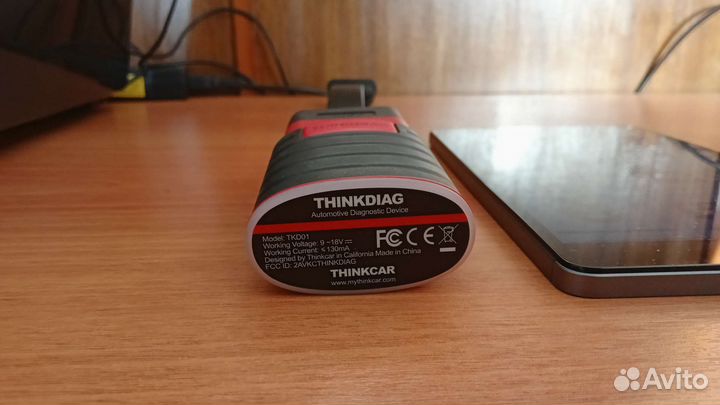 THINKDIAG
Automotive Diagnostic Device
Model: TKD01
Working Voltage: 9 ~18V
Working Current: ≤130mA
Designed by Thinkcar in California Made in China
FCC ID: 2AVKCTHINKDIAG
FC CE
THINKCAR
www.mythinkcar.com
Avito